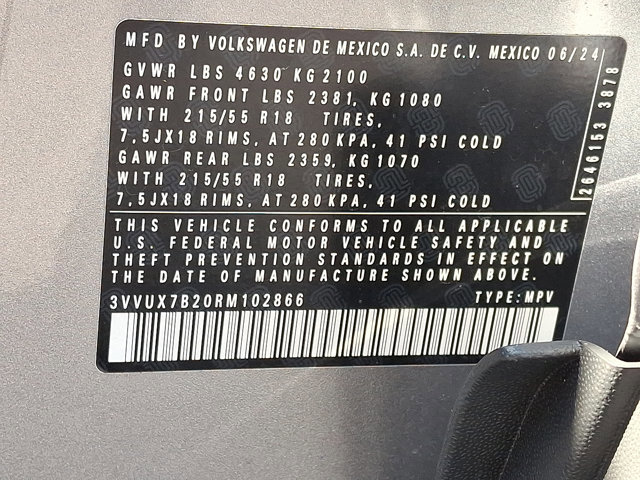 MFD BY VOLKSWAGEN DE MEXICO S.A. DE C.V. MEXICO 06/24
GVWR LBS 4630 KG 2100
GAWR FRONT LBS 2381, KG 1080
WITH 215/55 R18 TIRES,
7,5JX18 RIMS, AT 280 KPA, 41 PSI COLD
GAWR REAR LBS 2359, KG 1070
WITH 215/55 R18 TIRES,
7,5JX18 RIMS, AT 280 KPA, 41 PSI COLD
2646153 3878
THIS VEHICLE CONFORMS TO ALL APPLICABLE
U.S. FEDERAL MOTOR VEHICLE SAFETY AND
THEFT PREVENTION STANDARDS IN EFFECT ON
THE DATE OF MANUFACTURE SHOWN ABOVE.
3VVUX7B20RM102866 TYPE: MPV